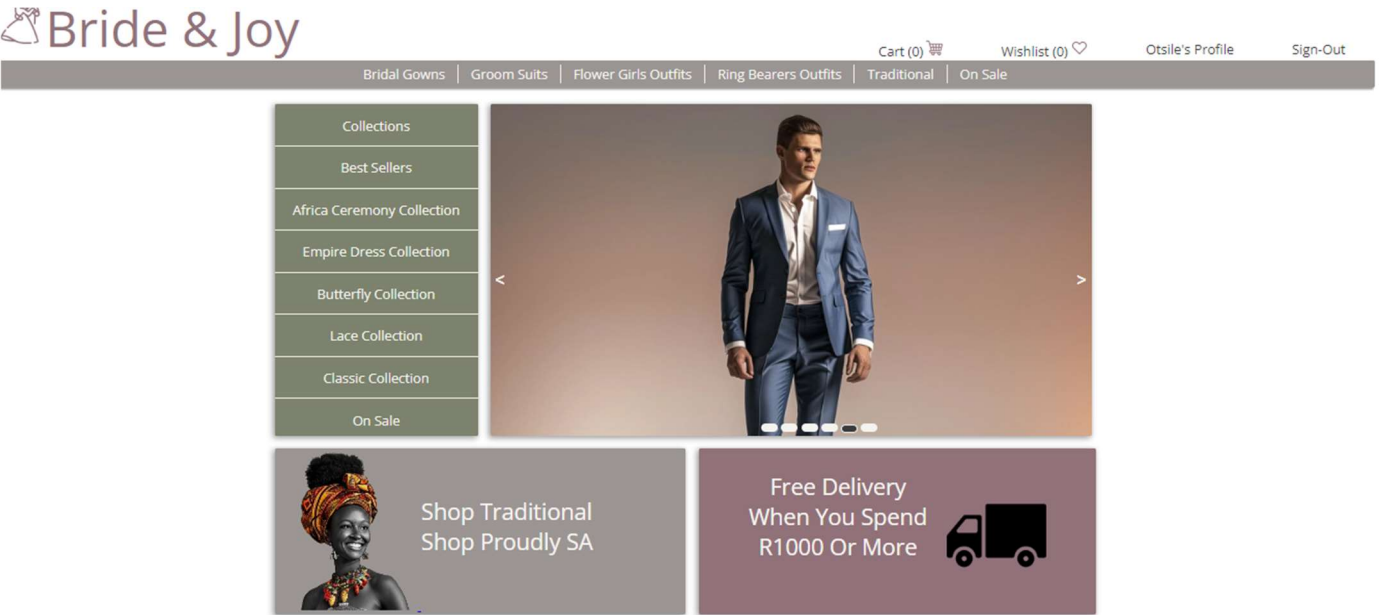 Bride & Joy
Cart (0)
Wishlist (0)
Otsile's Profile
Sign-Out
Bridal Gowns
Groom Suits
Flower Girls Outfits
Ring Bearers Outfits
Traditional
On Sale
Collections
Best Sellers
Africa Ceremony Collection
Empire Dress Collection
Butterfly Collection
Lace Collection
Classic Collection
On Sale
<
>
Shop Traditional
Shop Proudly SA
Free Delivery
When You Spend
R1000 Or More